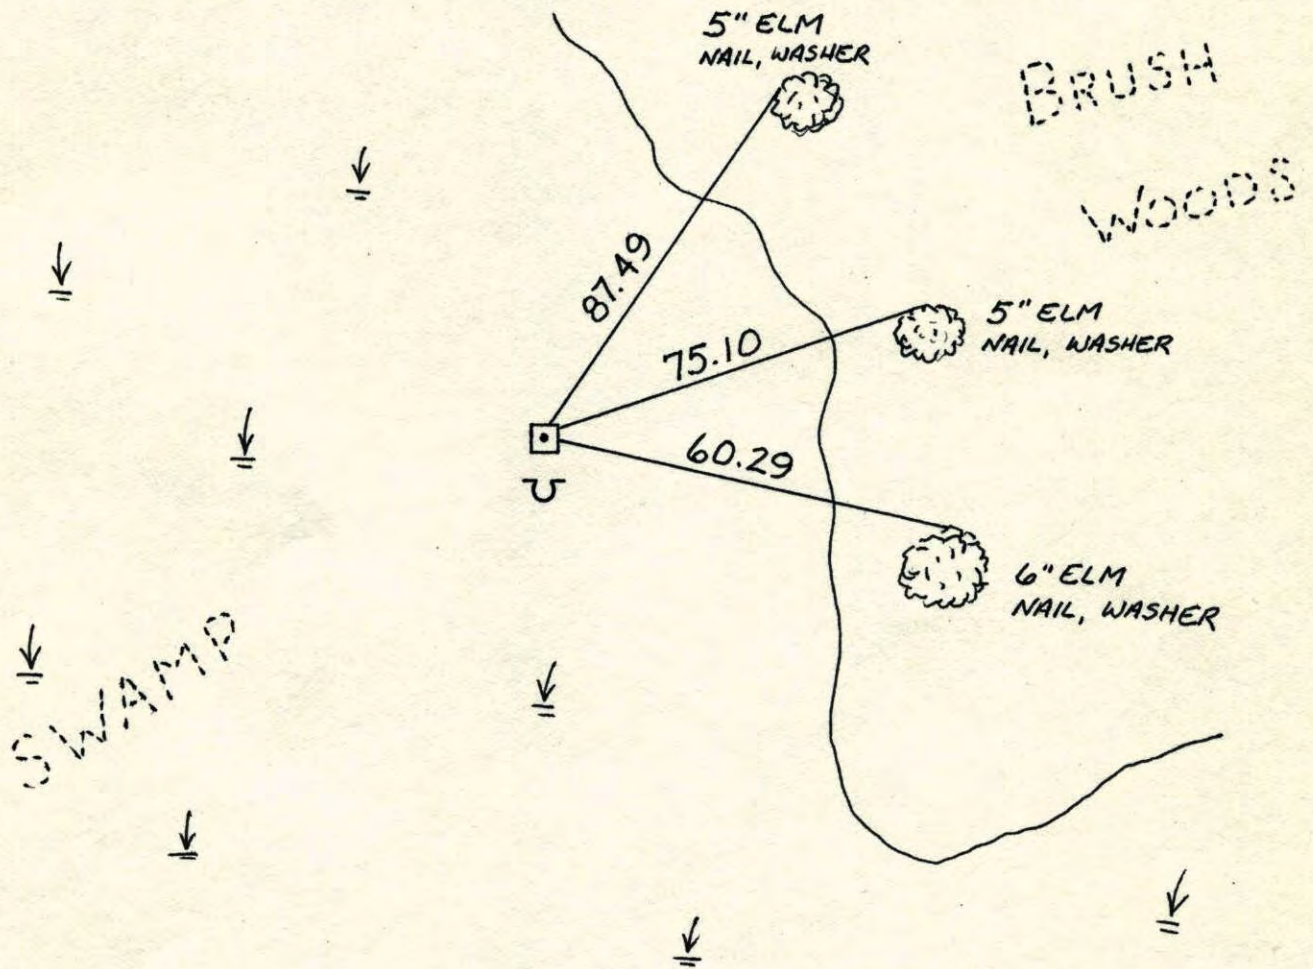 5" ELM
NAIL, WASHER
BRUSH
WOODS
87.49
5" ELM
NAIL, WASHER
75.10
60.29
6" ELM
NAIL, WASHER
SWAMP